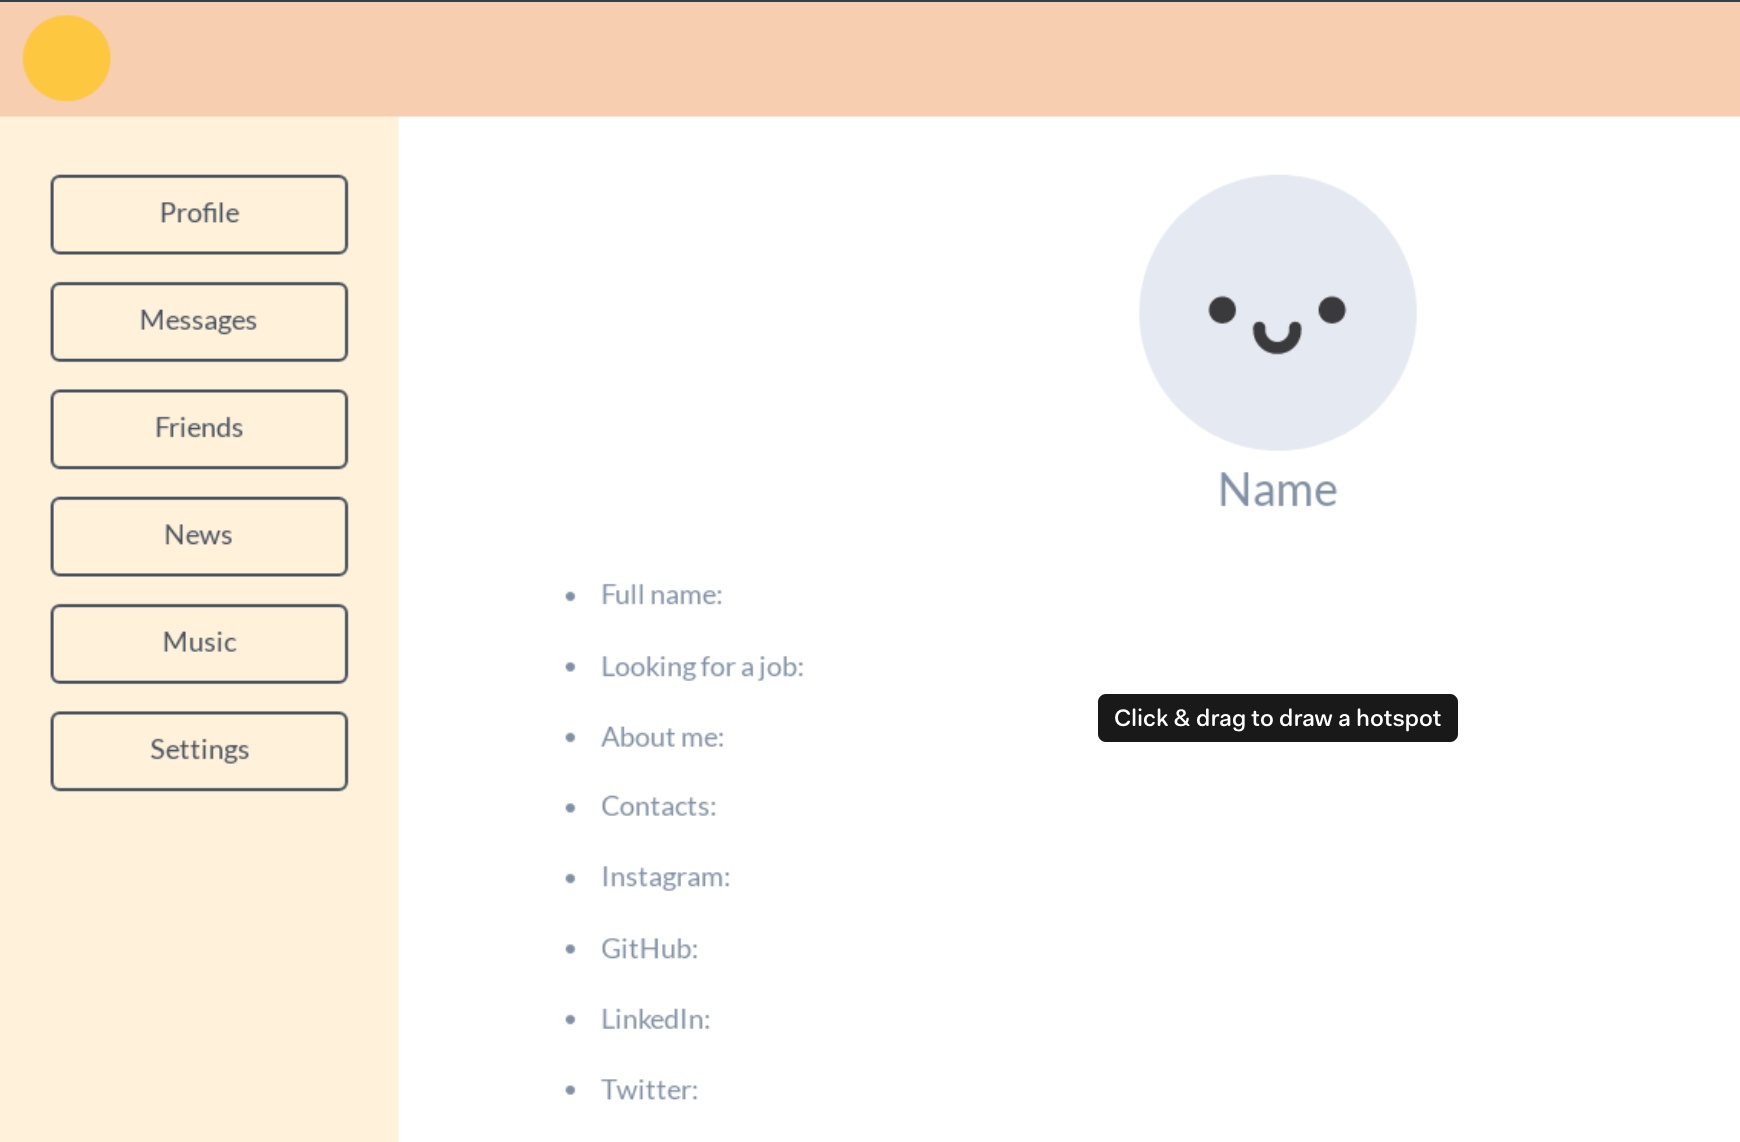 Profile
Messages
Friends
News
Music
Settings
Name
• Full name:
• Looking for a job:
• About me:
• Contacts:
• Instagram:
• GitHub:
• LinkedIn:
• Twitter:
Click & drag to draw a hotspot